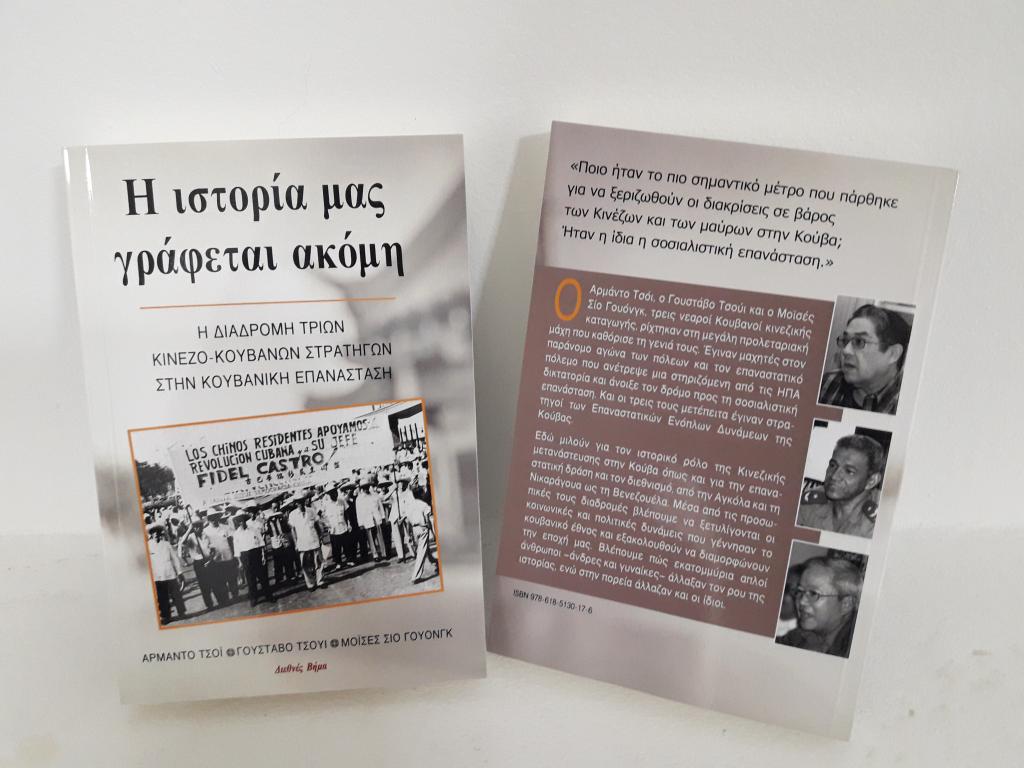 Η ιστορία μας
γράφεται ακόμη
Η ΔΙΑΔΡΟΜΗ ΤΡΙΩΝ
ΚΙΝΕΖΟ-ΚΟΥΒΑΝΩΝ ΣΤΡΑΤΗΓΩΝ
ΣΤΗΝ ΚΟΥΒΑΝΙΚΗ ΕΠΑΝΑΣΤΑΣΗ
LOS CHINOS RESIDENTES APOYAMOS
REVOLUCION CUBANA Y SU JEFE
FIDEL CASTRO
ΑΡΜΑΝΤΟ ΤΣΟΪ ΓΟΥΣΤΑΒΟ ΤΣΟΥΙ ΜΟΪΣΕΣ ΣΙΟ ΓΟΥΟΝΓΚ
Διεθνές Βήμα
«Ποιο ήταν το πιο σημαντικό μέτρο που πάρθηκε
για να ξεριζωθούν οι διακρίσεις σε βάρος
των Κινέζων και των μαύρων στην Κούβα;
Ήταν η ίδια η σοσιαλιστική επανάσταση.»
Ο Αρμάντο Τσόι, ο Γουστάβο Τσούι και ο Μοϊσές
Σίο Γουόνγκ, τρεις νεαροί Κουβανοί κινεζικής
καταγωγής, ρίχτηκαν στη μεγάλη προλεταριακή
μάχη που καθόρισε τη γενιά τους. Έγιναν μαχητές στον
παράνομο αγώνα των πόλεων και τον επαναστατικό
πόλεμο που ανέτρεψε μια στηριζόμενη από τις ΗΠΑ
δικτατορία και άνοιξε τον δρόμο προς τη σοσιαλιστική
επανάσταση. Και οι τρεις τους μετέπειτα έγιναν στρα-
τηγοί των Επαναστατικών Ενόπλων Δυνάμεων της
Κούβας.
Εδώ μιλούν για τον ιστορικό ρόλο της Κινεζικής
μετανάστευσης στην Κούβα όπως και για την επανα-
στατική δράση και τον διεθνισμό, από την Αγκόλα και τη
Νικαράγουα ως τη Βενεζουέλα. Μέσα από τις προσω-
πικές τους διαδρομές βλέπουμε να ξετυλίγονται οι
κοινωνικές και πολιτικές δυνάμεις που γέννησαν το
κουβανικό έθνος και εξακολουθούν να διαμορφώνουν
την εποχή μας. Βλέπουμε πώς εκατομμύρια απλοί
άνθρωποι –άνδρες και γυναίκες– άλλαξαν τον ρου της
ιστορίας, ενώ στην πορεία άλλαζαν και οι ίδιοι.
ISBN 978-618-5130-17-6